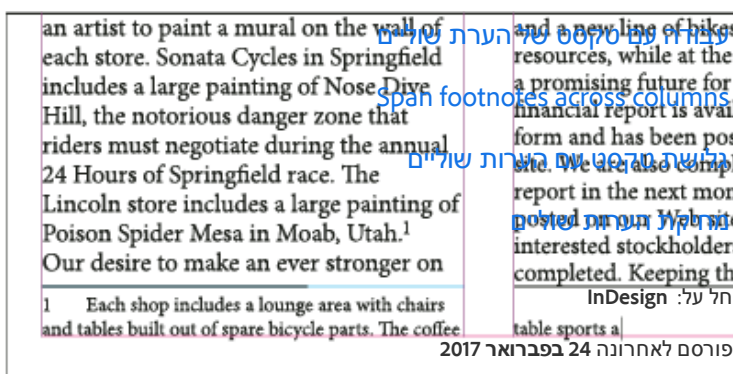 an artist to paint a mural on the wall of
each store. Sonata Cycles in Springfield
includes a large painting of Nose Dive
Hill, the notorious danger zone that
riders must negotiate during the annual
24 Hours of Springfield race. The
Lincoln store includes a large painting of
Poison Spider Mesa in Moab, Utah.1
Our desire to make an ever stronger on
1 Each shop includes a lounge area with chairs
and tables built out of spare bicycle parts. The coffee
and a new line of bikes
resources, while at the
a promising future for
financial report is avai
form and has been pos
site. We are also compl
report in the next mon
posted on our Web site
interested stockholder
completed. Keeping th
table sports a
עבודה עם טקסט של הערת שוליים
Span footnotes across columns
גלישת טקסט עם הערות שוליים
מחיקת הערות שוליים
חל על: InDesign
פורסם לאחרונה 24 בפברואר 2017